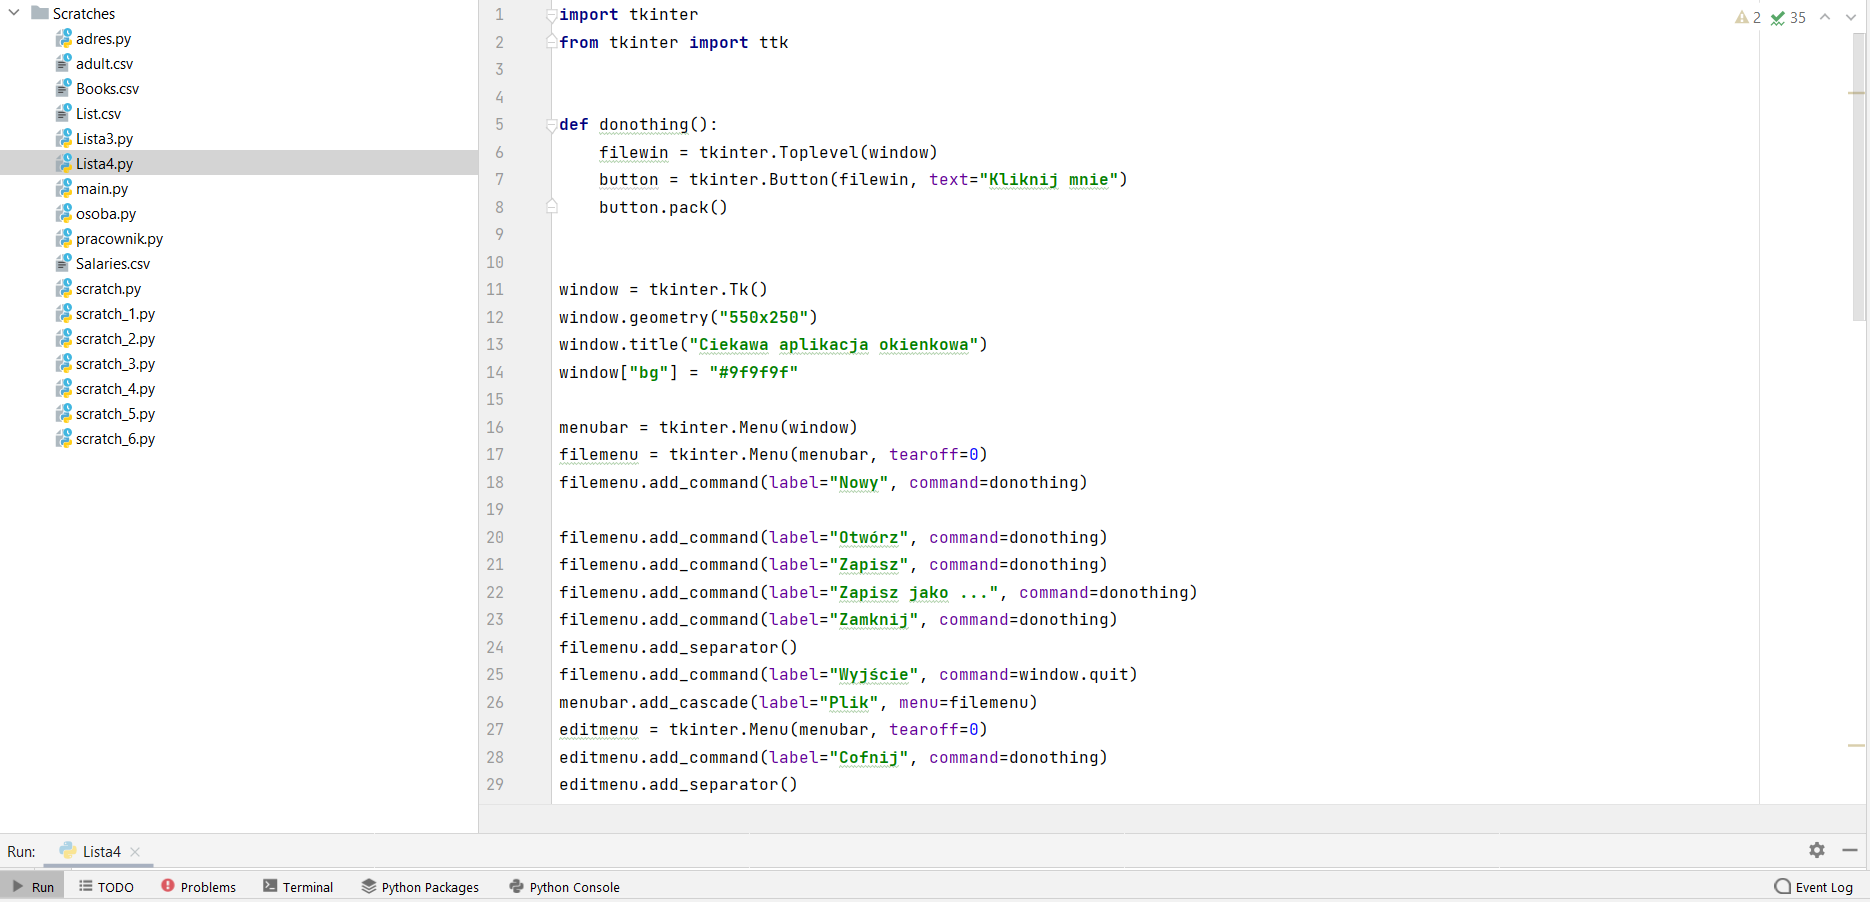 Scratches
adres.py
adult.csv
Books.csv
List.csv
Lista3.py
Lista4.py
main.py
osoba.py
pracownik.py
Salaries.csv
scratch.py
scratch_1.py
scratch_2.py
scratch_3.py
scratch_4.py
scratch_5.py
scratch_6.py
2 35
1 import tkinter
2 from tkinter import ttk
3
4
5 def donothing():
6     filewin = tkinter.Toplevel(window)
7     button = tkinter.Button(filewin, text="Kliknij mnie")
8     button.pack()
9
10
11 window = tkinter.Tk()
12 window.geometry("550x250")
13 window.title("Ciekawa aplikacja okienkowa")
14 window["bg"] = "#9f9f9f"
15
16 menubar = tkinter.Menu(window)
17 filemenu = tkinter.Menu(menubar, tearoff=0)
18 filemenu.add_command(label="Nowy", command=donothing)
19
20 filemenu.add_command(label="Otwórz", command=donothing)
21 filemenu.add_command(label="Zapisz", command=donothing)
22 filemenu.add_command(label="Zapisz jako ...", command=donothing)
23 filemenu.add_command(label="Zamknij", command=donothing)
24 filemenu.add_separator()
25 filemenu.add_command(label="Wyjście", command=window.quit)
26 menubar.add_cascade(label="Plik", menu=filemenu)
27 editmenu = tkinter.Menu(menubar, tearoff=0)
28 editmenu.add_command(label="Cofnij", command=donothing)
29 editmenu.add_separator()
Run: Lista4
Run TODO Problems Terminal Python Packages Python Console Event Log